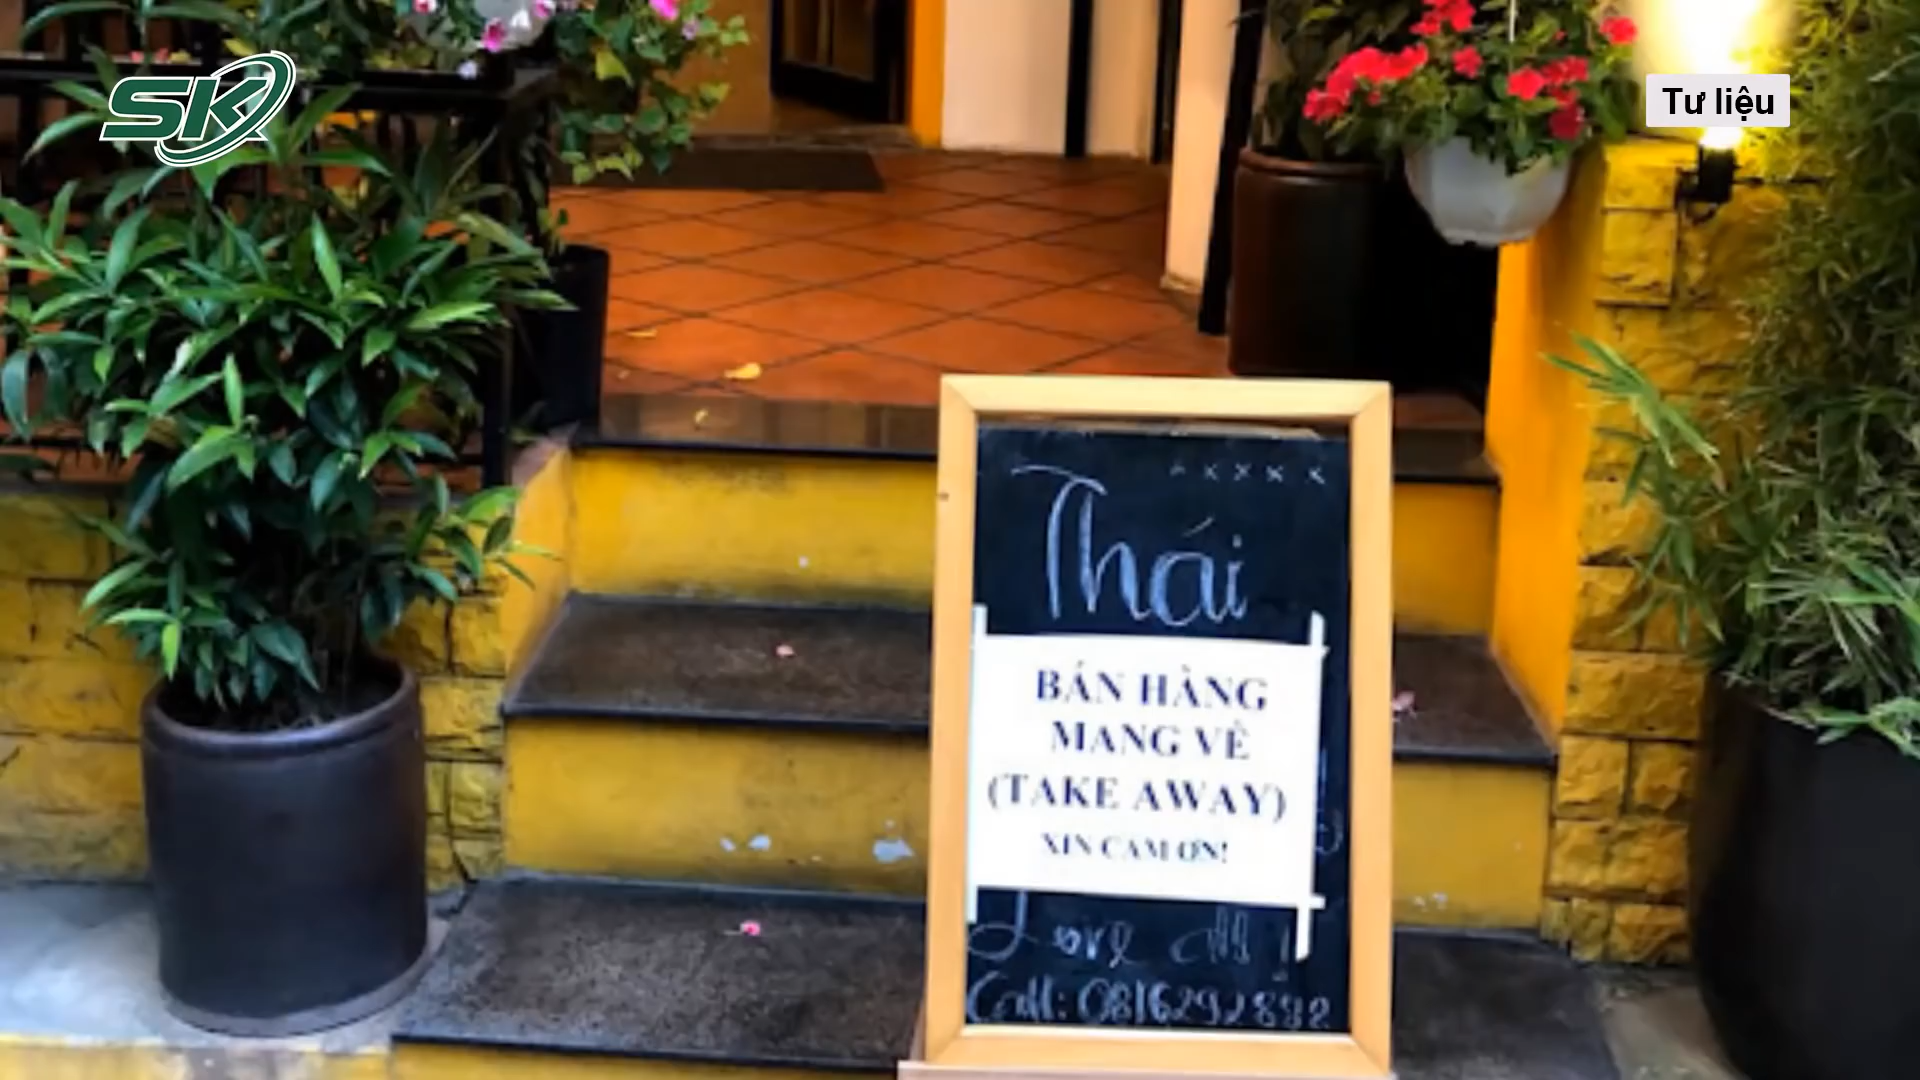 SK
Tư liệu
Thái
BÁN HÀNG
MANG VỀ
(TAKE AWAY)
XIN CẢM ƠN!
Love all!
Call: 0816292892